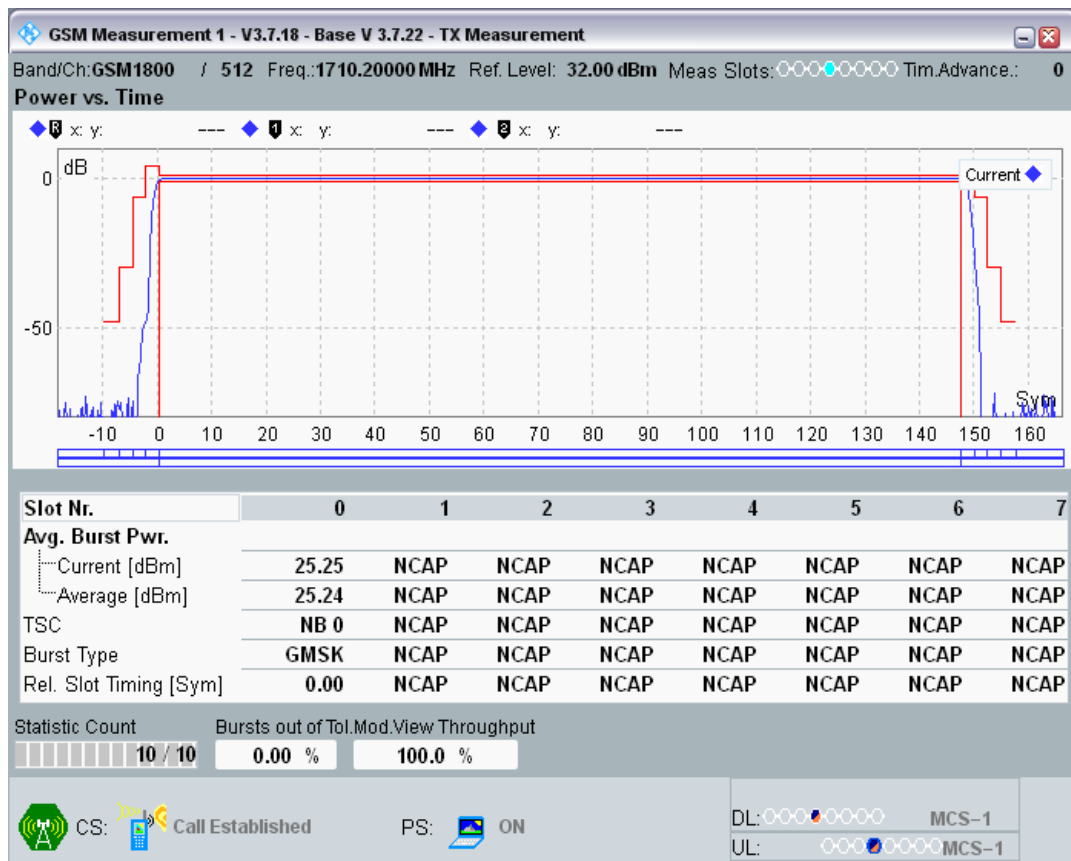 GSM Measurement 1 - V3.7.18 - Base V 3.7.22 - TX Measurement
Band/Ch:GSM1800 / 512 Freq.:1710.20000 MHz Ref. Level: 32.00 dBm Meas Slots: Tim.Advance.: 0
Power vs. Time
R x: y: --- 1 x: y: --- 2 x: y: ---
dB
Current
0
-50
Sym
-10 0 10 20 30 40 50 60 70 80 90 100 110 120 130 140 150 160
Slot Nr. 0 1 2 3 4 5 6 7
Avg. Burst Pwr.
Current [dBm] 25.25 NCAP NCAP NCAP NCAP NCAP NCAP NCAP
Average [dBm] 25.24 NCAP NCAP NCAP NCAP NCAP NCAP NCAP
TSC NB 0 NCAP NCAP NCAP NCAP NCAP NCAP NCAP
Burst Type GMSK NCAP NCAP NCAP NCAP NCAP NCAP NCAP
Rel. Slot Timing [Sym] 0.00 NCAP NCAP NCAP NCAP NCAP NCAP NCAP
Statistic Count Bursts out of Tol.Mod.View Throughput
10 / 10 0.00 % 100.0 %
CS: Call Established PS: ON DL: MCS-1
UL: MCS-1